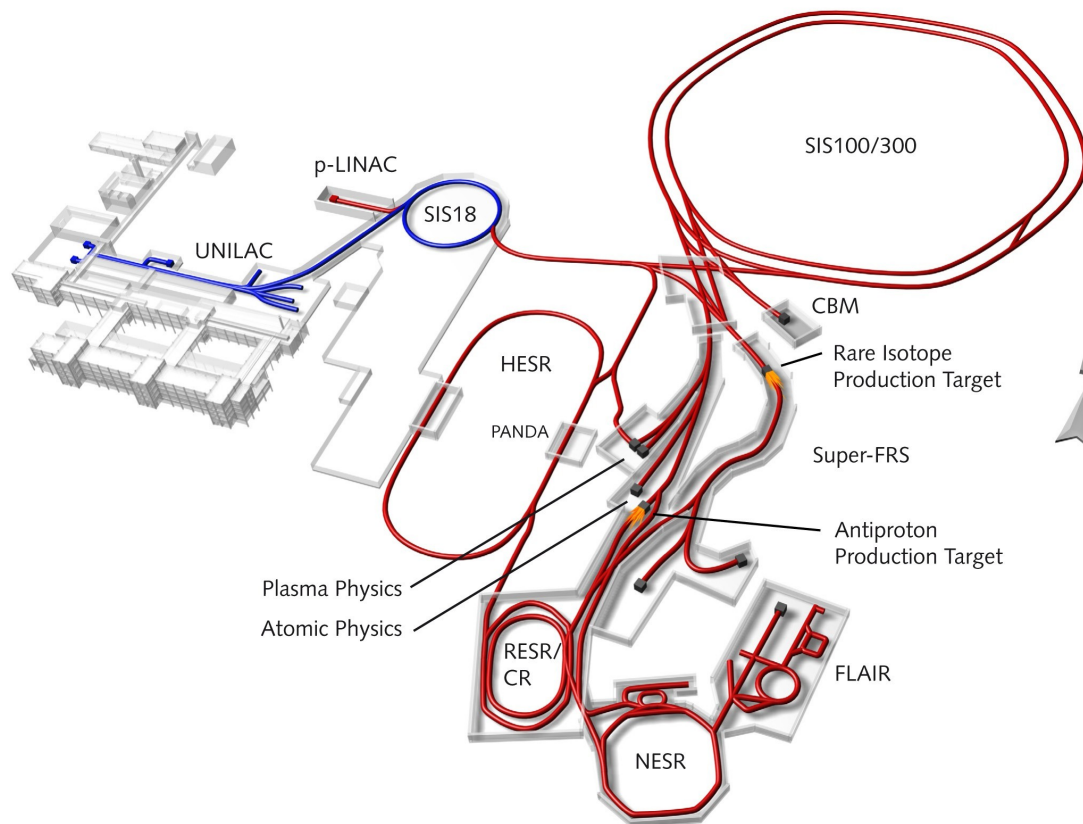 SIS100/300
p-LINAC
SIS18
UNILAC
CBM
HESR
Rare Isotope
Production Target
PANDA
Super-FRS
Antiproton
Production Target
Plasma Physics
Atomic Physics
RESR/
CR
FLAIR
NESR